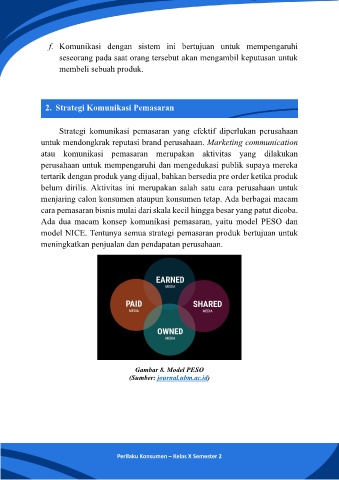 f. Komunikasi dengan sistem ini bertujuan untuk mempengaruhi
seseorang pada saat orang tersebut akan mengambil keputusan untuk
membeli sebuah produk.
2. Strategi Komunikasi Pemasaran
Strategi komunikasi pemasaran yang efektif diperlukan perusahaan
untuk mendongkrak reputasi brand perusahaan. Marketing communication
atau komunikasi pemasaran merupakan aktivitas yang dilakukan
perusahaan untuk mempengaruhi dan mengedukasi publik supaya mereka
tertarik dengan produk yang dijual, bahkan bersedia pre order ketika produk
belum dirilis. Aktivitas ini merupakan salah satu cara perusahaan untuk
menjaring calon konsumen ataupun konsumen tetap. Ada berbagai macam
cara pemasaran bisnis mulai dari skala kecil hingga besar yang patut dicoba.
Ada dua macam konsep komunikasi pemasaran, yaitu model PESO dan
model NICE. Tentunya semua strategi pemasaran produk bertujuan untuk
meningkatkan penjualan dan pendapatan perusahaan.
EARNED
MEDIA
PAID
MEDIA
SHARED
MEDIA
OWNED
MEDIA
Gambar 8. Model PESO
(Sumber: journal.ubm.ac.id)
Perilaku Konsumen – Kelas X Semester 2